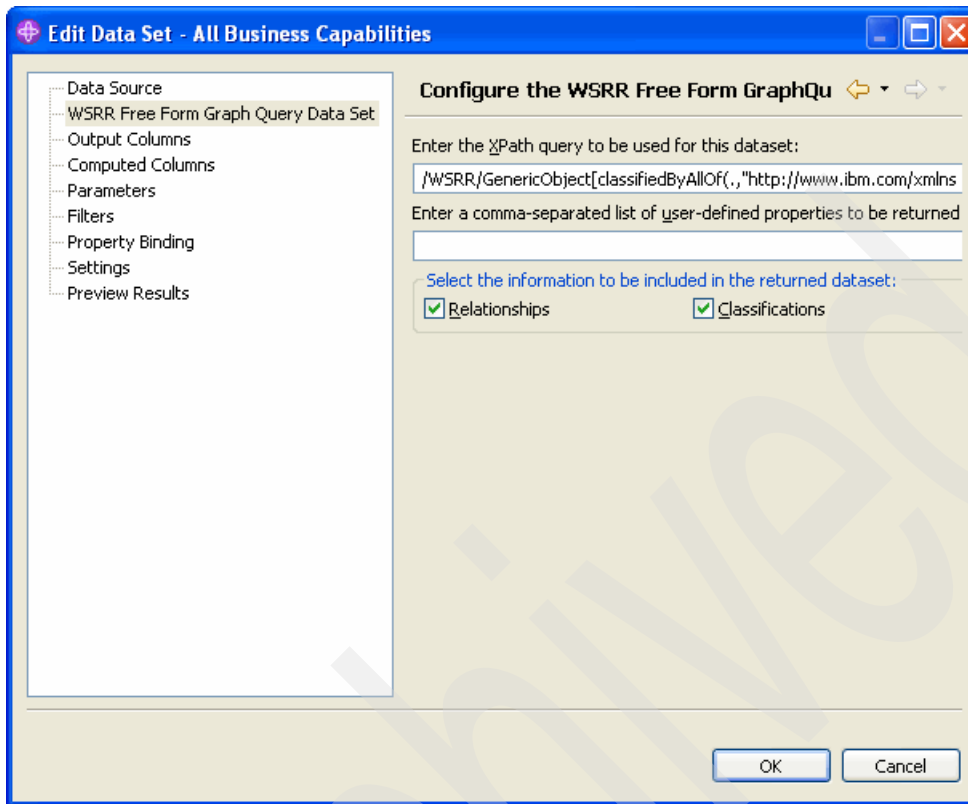 Edit Data Set - All Business Capabilities
Data Source
WSRR Free Form Graph Query Data Set
Output Columns
Computed Columns
Parameters
Filters
Property Binding
Settings
Preview Results
Configure the WSRR Free Form GraphQu
Enter the XPath query to be used for this dataset:
/WSRR/GenericObject[classifiedByAllOf(.,"http://www.ibm.com/xmlns
Enter a comma-separated list of user-defined properties to be returned
Select the information to be included in the returned dataset:
Relationships
Classifications
OK
Cancel